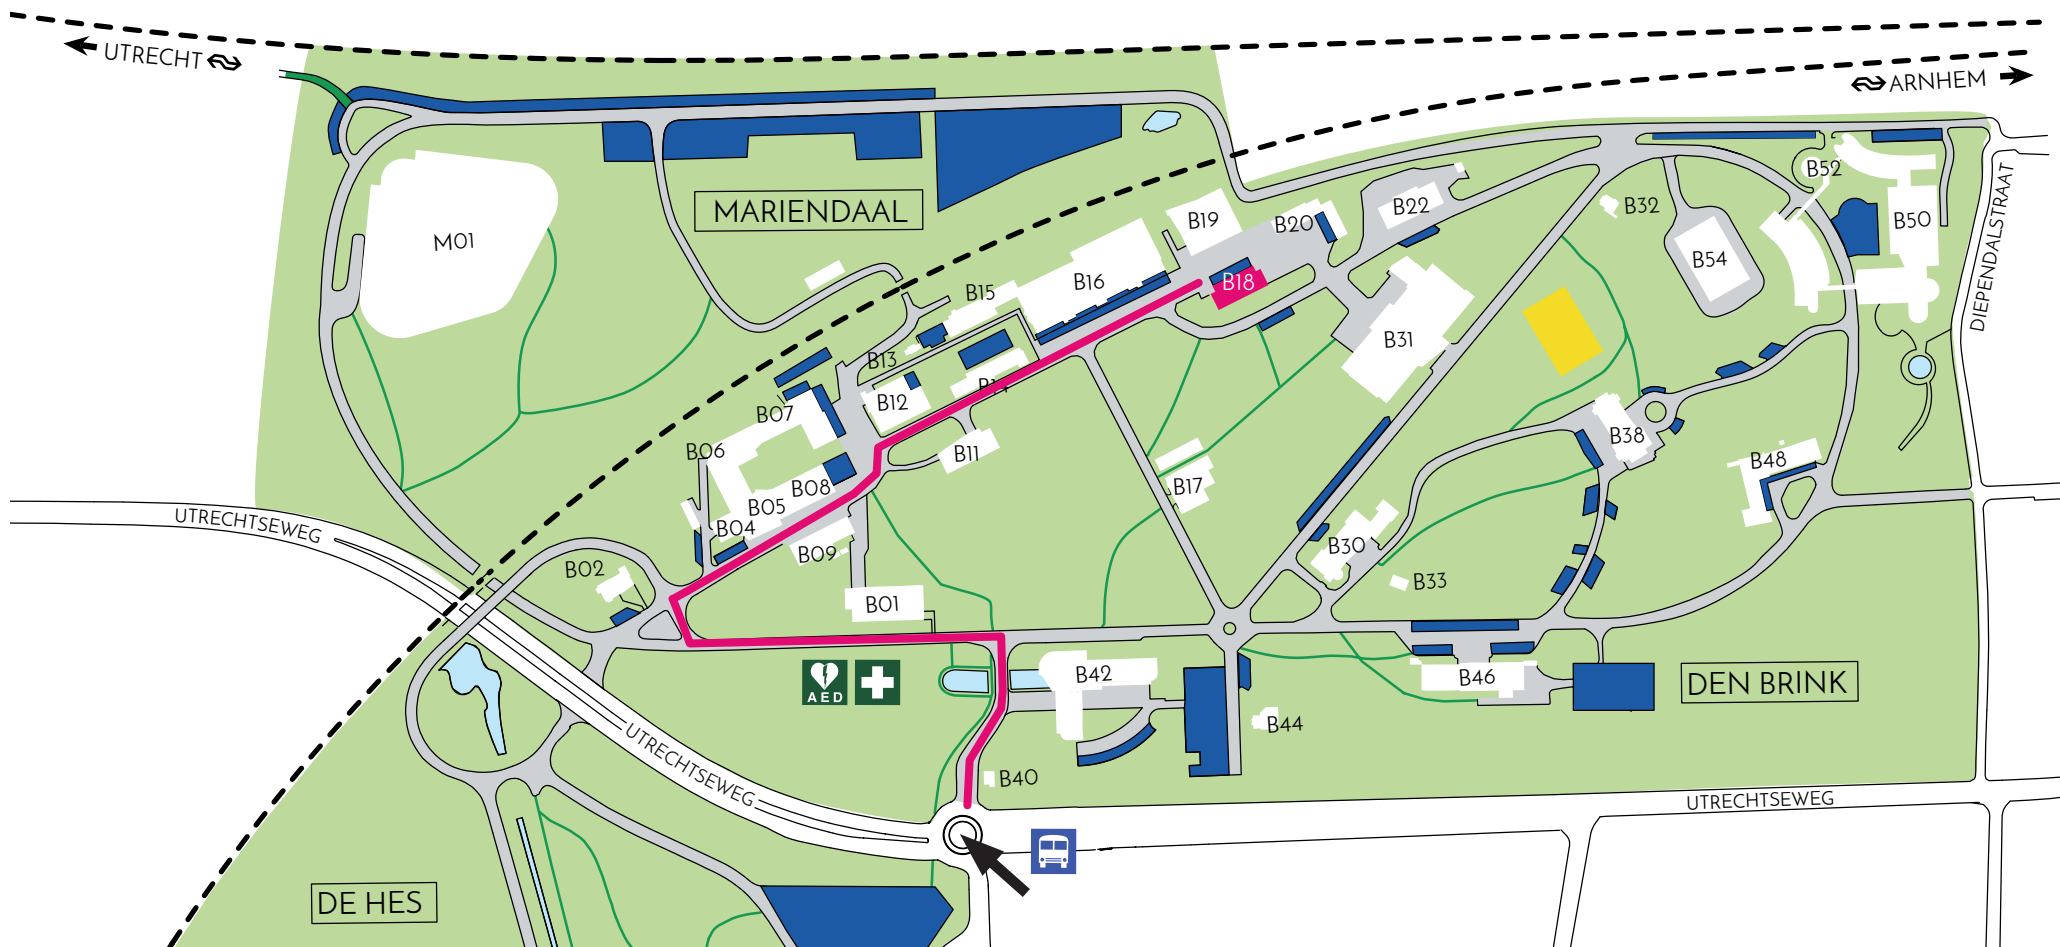 UTRECHT
ARNHEM
MARIENDAAL
M01
B52
B50
DIEPENDALSTRAAT
B19
B20
B22
B32
B54
B16
B18
B15
B31
B13
B14
B12
B07
B11
B06
B38
B48
B17
B08
B05
B04
B09
UTRECHTSEWEG
B30
B02
B33
B01
AED
B42
B46
DEN BRINK
B44
UTRECHTSEWEG
B40
UTRECHTSEWEG
DE HES